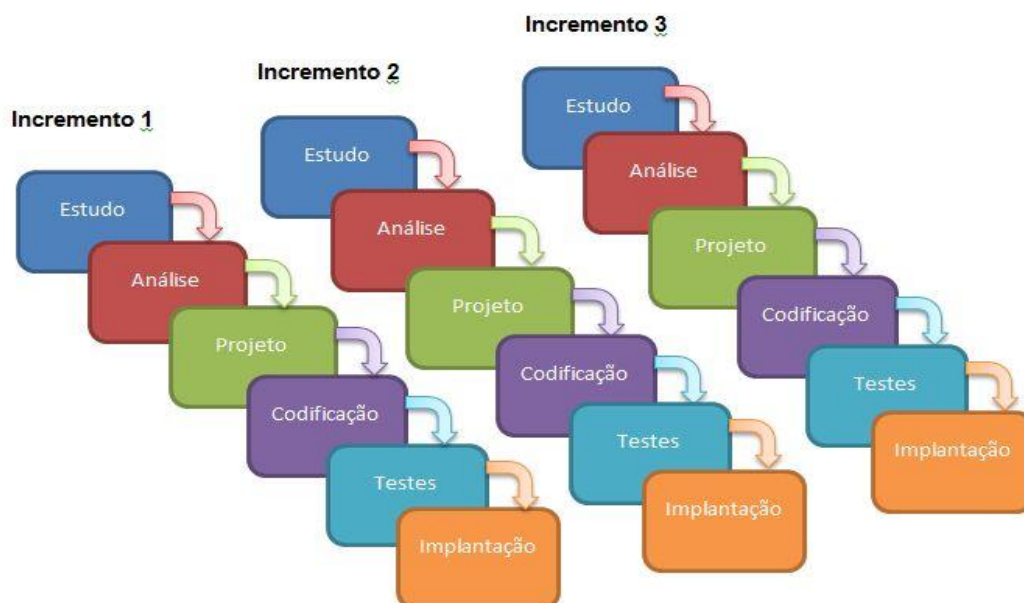 Incremento 1
Estudo
Análise
Projeto
Codificação
Testes
Implantação
Incremento 2
Estudo
Análise
Projeto
Codificação
Testes
Implantação
Incremento 3
Estudo
Análise
Projeto
Codificação
Testes
Implantação